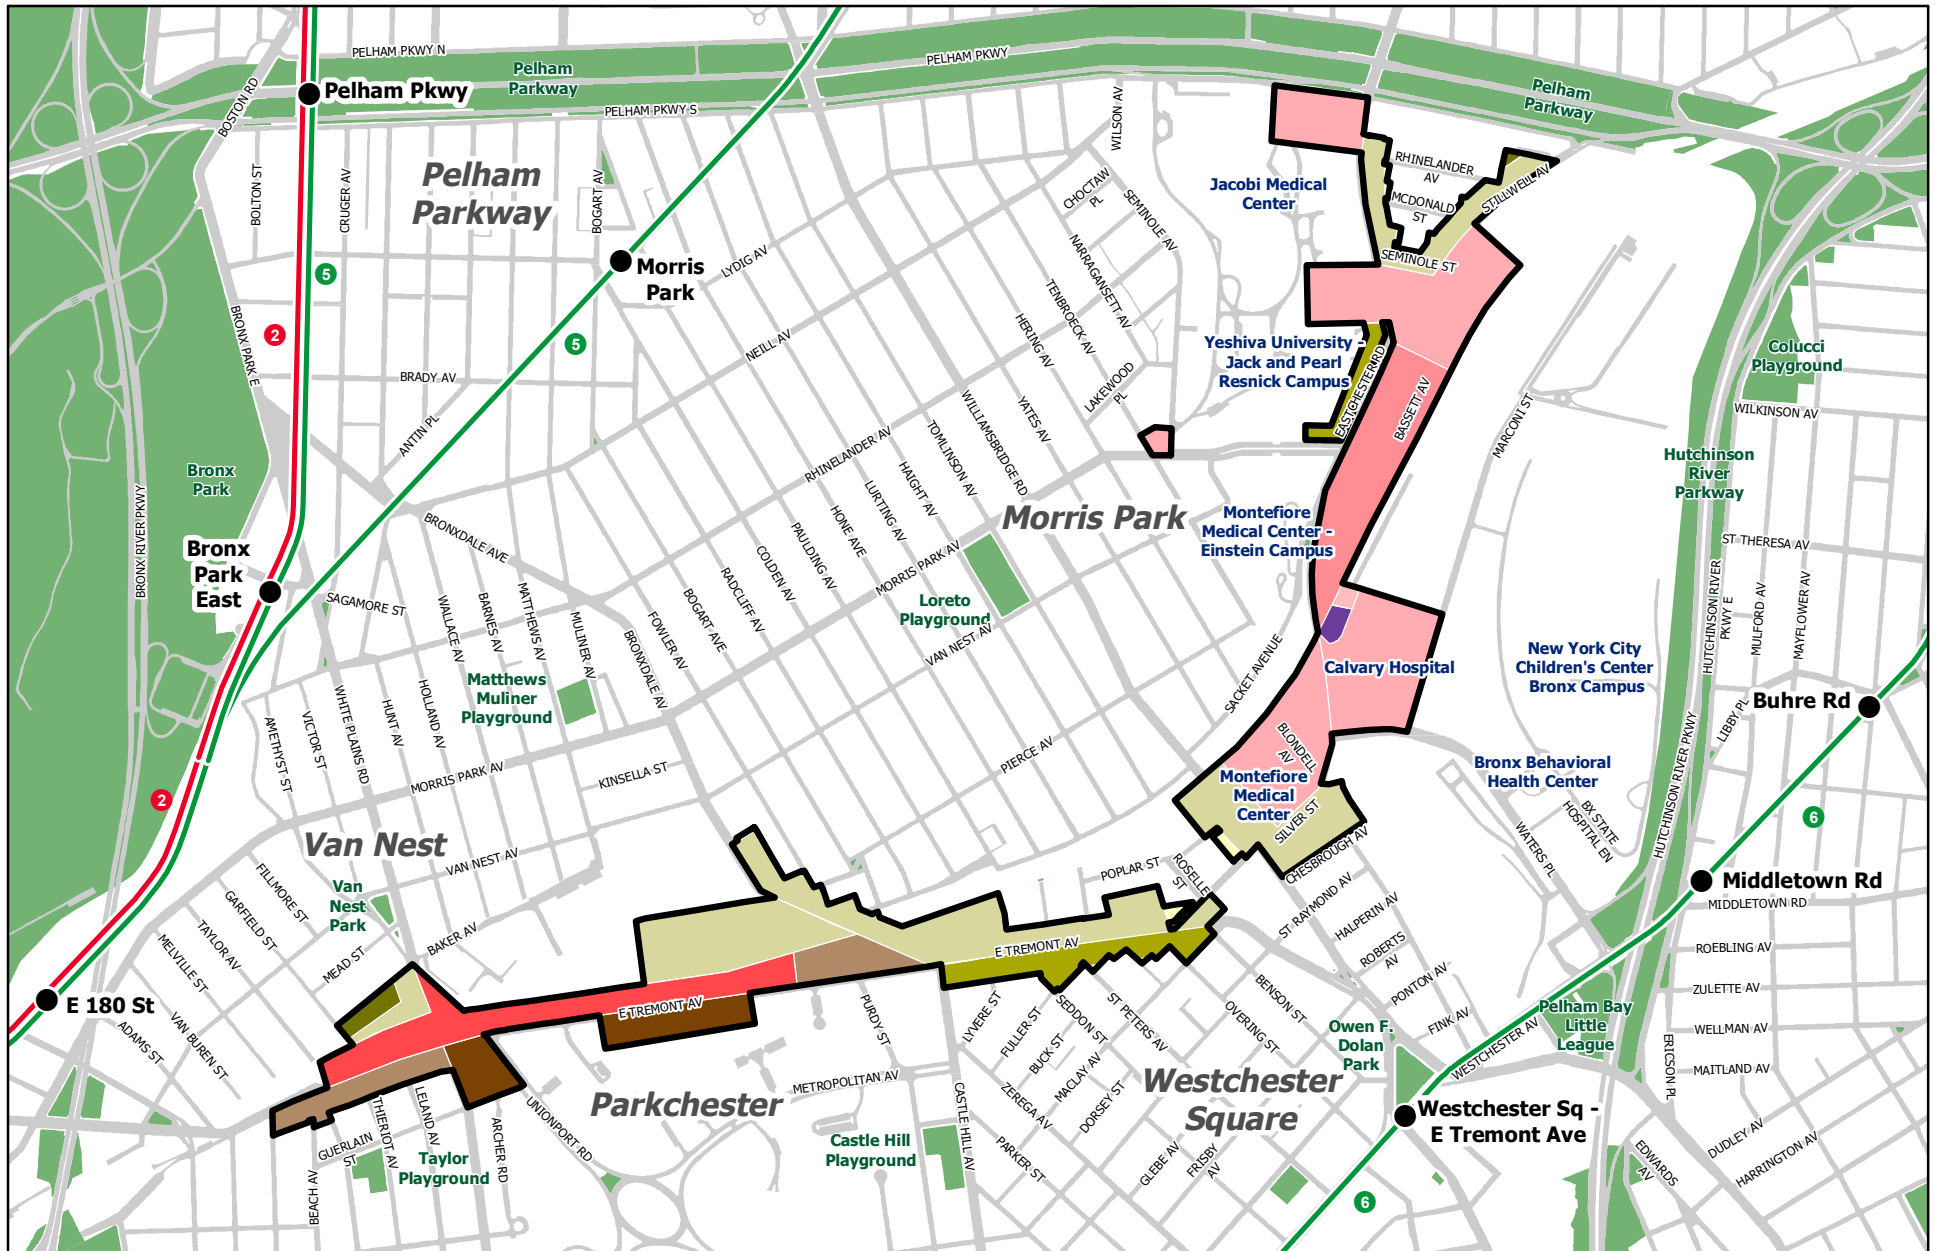 PELHAM PKWY N
Pelham
Parkway
PELHAM PKWY
Pelham
Parkway
Pelham Pkwy
PELHAM PKWY S
BOSTON RD
WILSON AV
Pelham
Parkway
BOLTON ST
CRUGER AV
BOGART AV
RHINELANDER
AV
MCDONALD
ST
STILLWELL AV
CHOCTAW
PL
SEMINOLE AV
Jacobi Medical
Center
SEMINOLE ST
Morris
Park
LYDIG AV
NARRAGANSETT AV
TENBROECK AV
HERING AV
5
2
5
BRONX PARK E
NEILL AV
Yeshiva University -
Jack and Pearl
Resnick Campus
EASTCHESTER RD
BASSETT AV
Colucci
Playground
BRADY AV
LAKEWOOD
PL
MARCONI ST
WILKINSON AV
ANTIN PL
RHINELANDER AV
WILLIAMSBRIDGE RD
YATES AV
TOMLINSON AV
HAIGHT AV
LURTING AV
HONE AVE
PAULDING AV
COLDEN AV
RADCLIFF AV
BOGART AVE
FOWLER AV
Bronx
Park
BRONX RIVER PKWY
Hutchinson
River
Parkway
Morris Park
Montefiore
Medical Center -
Einstein Campus
BRONXDALE AVE
MORRIS PARK AV
ST THERESA AV
Bronx
Park
East
SAGAMORE ST
WALLACE AV
BARNES AV
MATTHEWS AV
MULINER AV
BRONXDALE AV
Loreto
Playground
VAN NEST AV
HUTCHINSON RIVER
PKWY E
MULFORD AV
MAYFLOWER AV
New York City
Children's Center
Bronx Campus
Calvary Hospital
SACKET AVENUE
Matthews
Muliner
Playground
AMETHYST ST
VICTOR ST
WHITE PLAINS RD
HUNT AV
HOLLAND AV
Buhre Rd
LIBBY PL
HUTCHINSON RIVER PKWY
BLONDELL
AV
PIERCE AV
MORRIS PARK AV
KINSELLA ST
Montefiore
Medical
Center
Bronx Behavioral
Health Center
2
6
SILVER ST
BX STATE
HOSPITAL EN
WATERS PL
Van Nest
VAN NEST AV
CHESBROUGH AV
POPLAR ST
ROSELLE
ST
Middletown Rd
MIDDLETOWN RD
FILLMORE ST
GARFIELD ST
TAYLOR AV
MELVILLE ST
Van
Nest
Park
MEAD ST
BAKER AV
ST RAYMOND AV
HALPERIN AV
ROBERTS
AV
PONTON AV
FINK AV
E TREMONT AV
ROEBLING AV
ZULETTE AV
WELLMAN AV
MAITLAND AV
E 180 St
ADAMS ST
VAN BUREN ST
E TREMONT AV
PURDY ST
LYVERE ST
FULLER ST
BUCK ST
SEDDON ST
ST PETERS AV
OVERING ST
BENSON ST
Owen F.
Dolan
Park
Pelham Bay
Little
League
WESTCHESTER AV
ERICSON PL
METROPOLITAN AV
Parkchester
CASTLE HILL AV
ZEREGA AV
MACLAY AV
DORSEY ST
Westchester
Square
Westchester Sq -
E Tremont Ave
UNIONPORT RD
THIERIOT AV
LELAND AV
ARCHER RD
GUERLAIN
ST
BEACH AV
Taylor
Playground
Castle Hill
Playground
PARKER ST
GLEBE AV
FRISBY
AV
DUDLEY AV
HARRINGTON AV
EDWARDS
AV
6